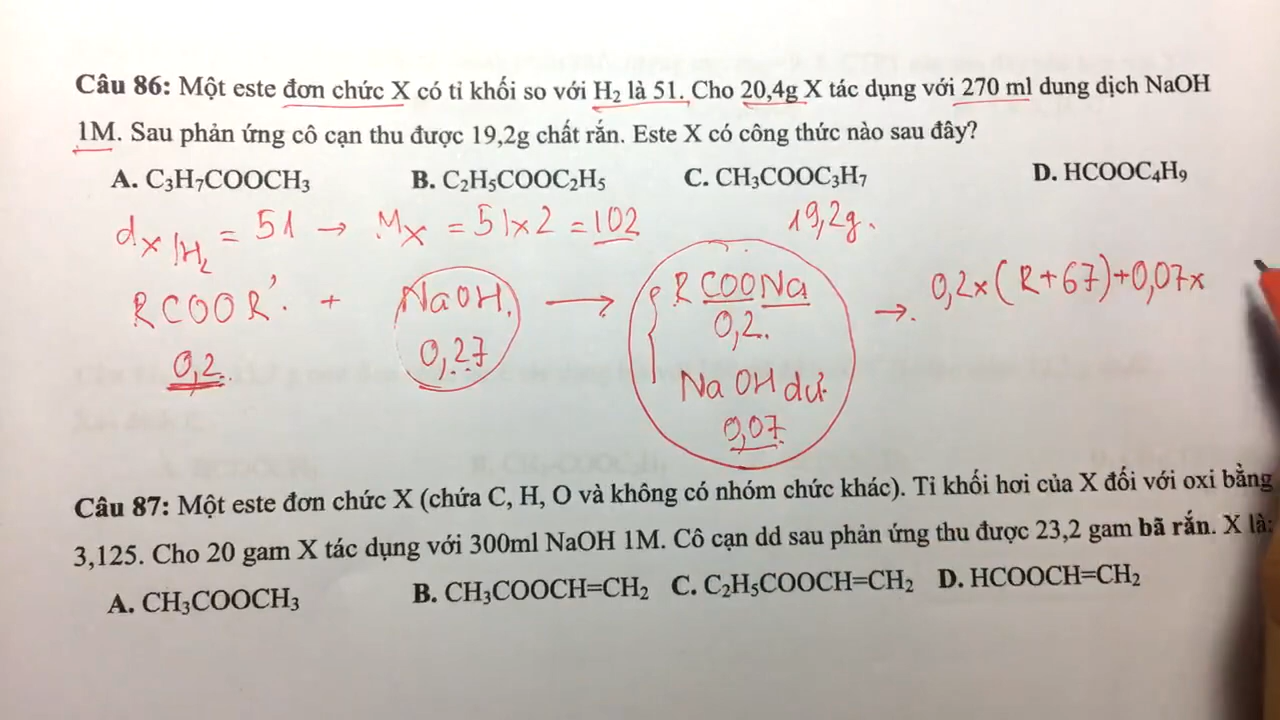 Câu 86: Một este đơn chức X có tỉ khối so với H₂ là 51. Cho 20,4g X tác dụng với 270 ml dung dịch NaOH
1M. Sau phản ứng cô cạn thu được 19,2g chất rắn. Este X có công thức nào sau đây?
A. C₃H₇COOCH₃ B. C₂H₅COOC₂H₅ C. CH₃COOC₃H₇ D. HCOOC₄H₉
d X/H₂ = 51 → Mx = 51x2 = 102 19,2g.
RCOOR' + NaOH → RCOONa → 0,2x(R+67)+0,07x
0,2 0,27 0,2
NaOH dư
0,07
Câu 87: Một este đơn chức X (chứa C, H, O và không có nhóm chức khác). Tỉ khối hơi của X đối với oxi bằng
3,125. Cho 20 gam X tác dụng với 300ml NaOH 1M. Cô cạn dd sau phản ứng thu được 23,2 gam bã rắn. X là:
A. CH₃COOCH₃ B. CH₃COOCH=CH₂ C. C₂H₅COOCH=CH₂ D. HCOOCH=CH₂